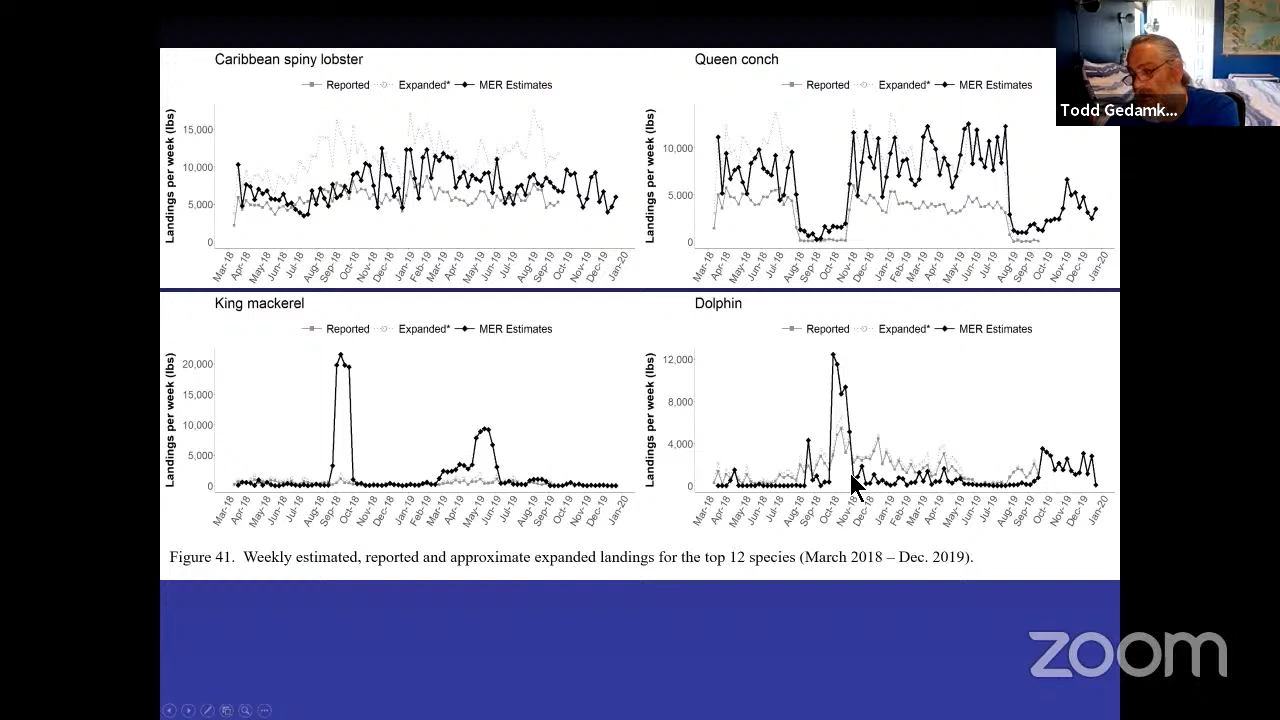 Caribbean spiny lobster
Reported Expanded* MER Estimates
Landings per week (lbs)
15,000
10,000
5,000
0
Mar-18 Apr-18 May-18 Jun-18 Jul-18 Aug-18 Sep-18 Oct-18 Nov-18 Dec-18 Jan-19 Feb-19 Mar-19 Apr-19 May-19 Jun-19 Jul-19 Aug-19 Sep-19 Oct-19 Nov-19 Dec-19 Jan-20
Queen conch
Reported Expanded* MER Estimates
Landings per week (lbs)
10,000
5,000
0
Mar-18 Apr-18 May-18 Jun-18 Jul-18 Aug-18 Sep-18 Oct-18 Nov-18 Dec-18 Jan-19 Feb-19 Mar-19 Apr-19 May-19 Jun-19 Jul-19 Aug-19 Sep-19 Oct-19 Nov-19 Dec-19 Jan-20
Todd Gedamk...
King mackerel
Reported Expanded* MER Estimates
Landings per week (lbs)
20,000
15,000
10,000
5,000
0
Mar-18 Apr-18 May-18 Jun-18 Jul-18 Aug-18 Sep-18 Oct-18 Nov-18 Dec-18 Jan-19 Feb-19 Mar-19 Apr-19 May-19 Jun-19 Jul-19 Aug-19 Sep-19 Oct-19 Nov-19 Dec-19 Jan-20
Dolphin
Reported Expanded* MER Estimates
Landings per week (lbs)
12,000
8,000
4,000
0
Mar-18 Apr-18 May-18 Jun-18 Jul-18 Aug-18 Sep-18 Oct-18 Nov-18 Dec-18 Jan-19 Feb-19 Mar-19 Apr-19 May-19 Jun-19 Jul-19 Aug-19 Sep-19 Oct-19 Nov-19 Dec-19 Jan-20
Figure 41. Weekly estimated, reported and approximate expanded landings for the top 12 species (March 2018 – Dec. 2019).
zoom